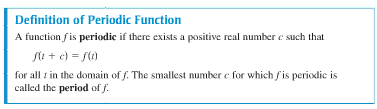 Definition of Periodic Function
A function f is periodic if there exists a positive real number c such that
f(t + c) = f(t)
for all t in the domain of f. The smallest number c for which f is periodic is
called the period of f.